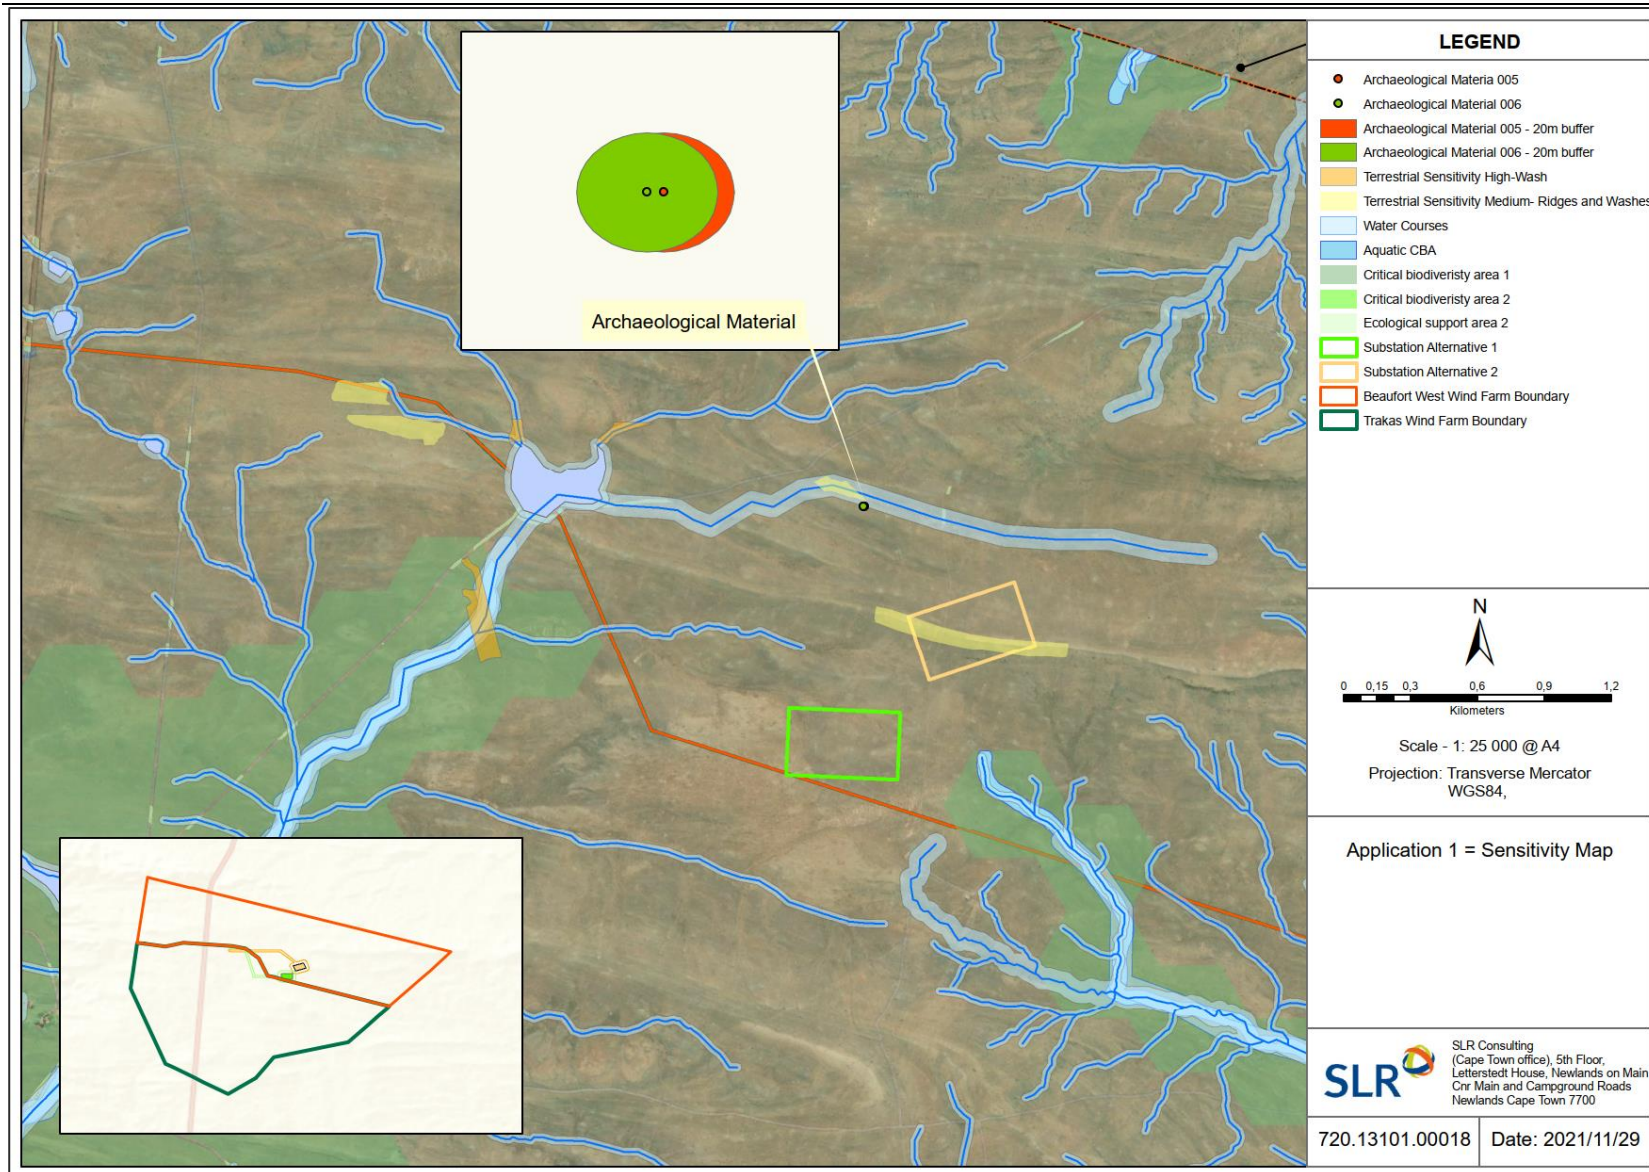 Archaeological Material
LEGEND
Archaeological Materia 005
Archaeological Material 006
Archaeological Material 005 - 20m buffer
Archaeological Material 006 - 20m buffer
Terrestrial Sensitivity High-Wash
Terrestrial Sensitivity Medium- Ridges and Washes
Water Courses
Aquatic CBA
Critical biodiveristy area 1
Critical biodiveristy area 2
Ecological support area 2
Substation Alternative 1
Substation Alternative 2
Beaufort West Wind Farm Boundary
Trakas Wind Farm Boundary
N
0 0,15 0,3 0,6 0,9 1,2
Kilometers
Scale - 1: 25 000 @ A4
Projection: Transverse Mercator
WGS84,
Application 1 = Sensitivity Map
SLR
SLR Consulting
(Cape Town office), 5th Floor,
Letterstedt House, Newlands on Main
Cnr Main and Campground Roads
Newlands Cape Town 7700
720.13101.00018
Date: 2021/11/29